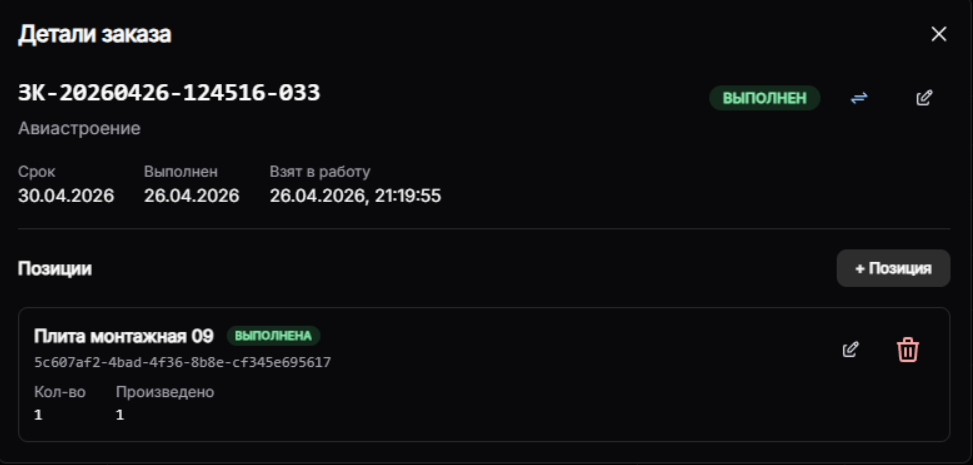 Детали заказа
ЗК-20260426-124516-033
ВЫПОЛНЕН
Авиастроение
Срок Выполнен Взят в работу
30.04.2026 26.04.2026 26.04.2026, 21:19:55
Позиции
+ Позиция
Плита монтажная 09 ВЫПОЛНЕНА
5c607af2-4bad-4f36-8b8e-cf345e695617
Кол-во Произведено
1 1